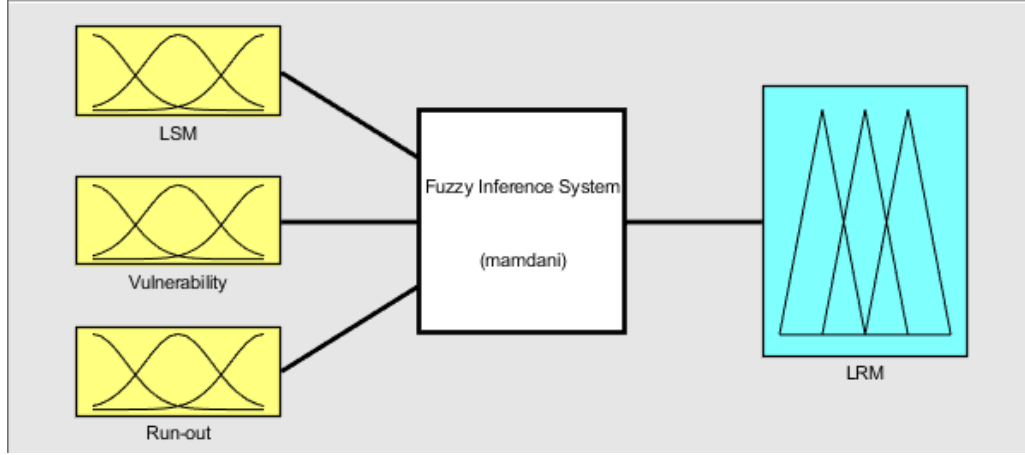 LSM
Vulnerability
Run-out
Fuzzy Inference System
(mamdani)
LRM